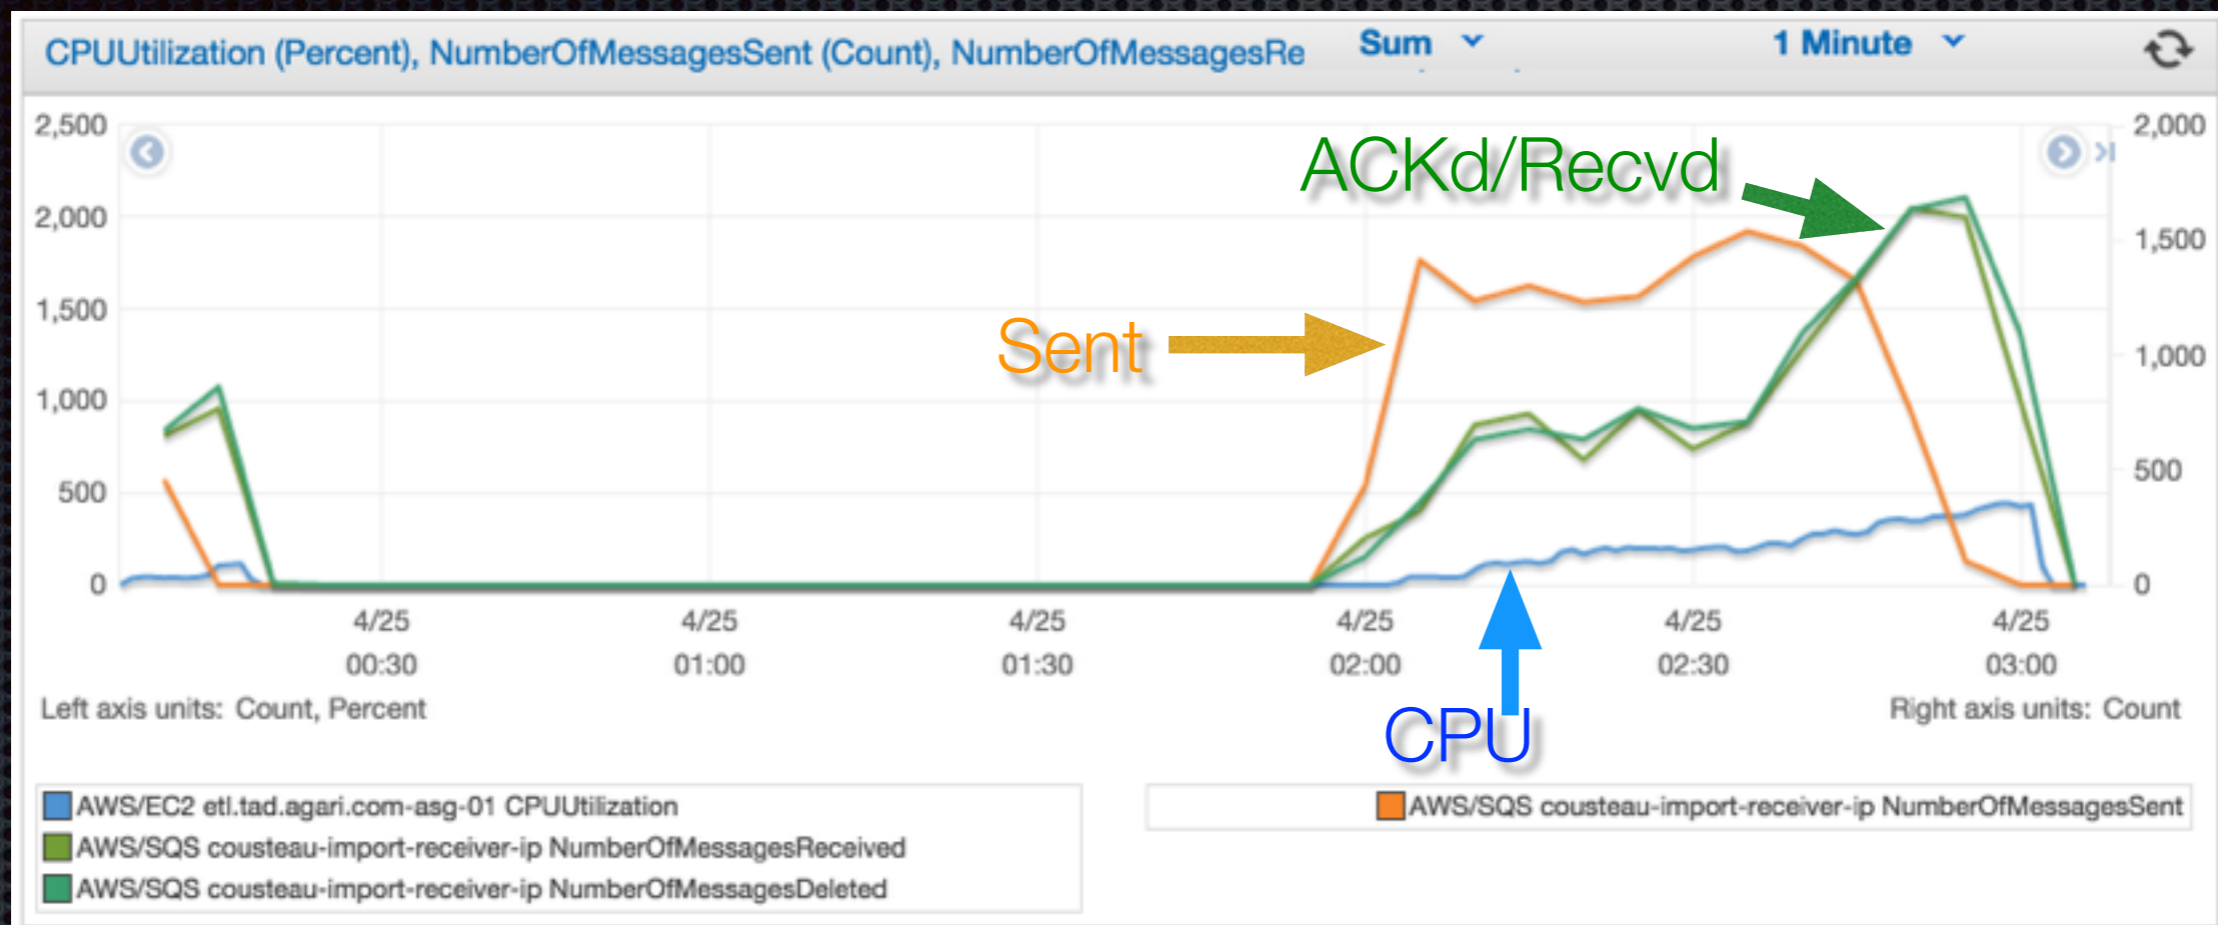 CPUUtilization (Percent), NumberOfMessagesSent (Count), NumberOfMessagesRe
Sum
1 Minute
2,500
2,000
1,500
1,000
500
0
2,000
1,500
1,000
500
0
ACKd/Recvd
Sent
CPU
4/25 00:30
4/25 01:00
4/25 01:30
4/25 02:00
4/25 02:30
4/25 03:00
Left axis units: Count, Percent
Right axis units: Count
AWS/EC2 etl.tad.agari.com-asg-01 CPUUtilization
AWS/SQS cousteau-import-receiver-ip NumberOfMessagesReceived
AWS/SQS cousteau-import-receiver-ip NumberOfMessagesDeleted
AWS/SQS cousteau-import-receiver-ip NumberOfMessagesSent